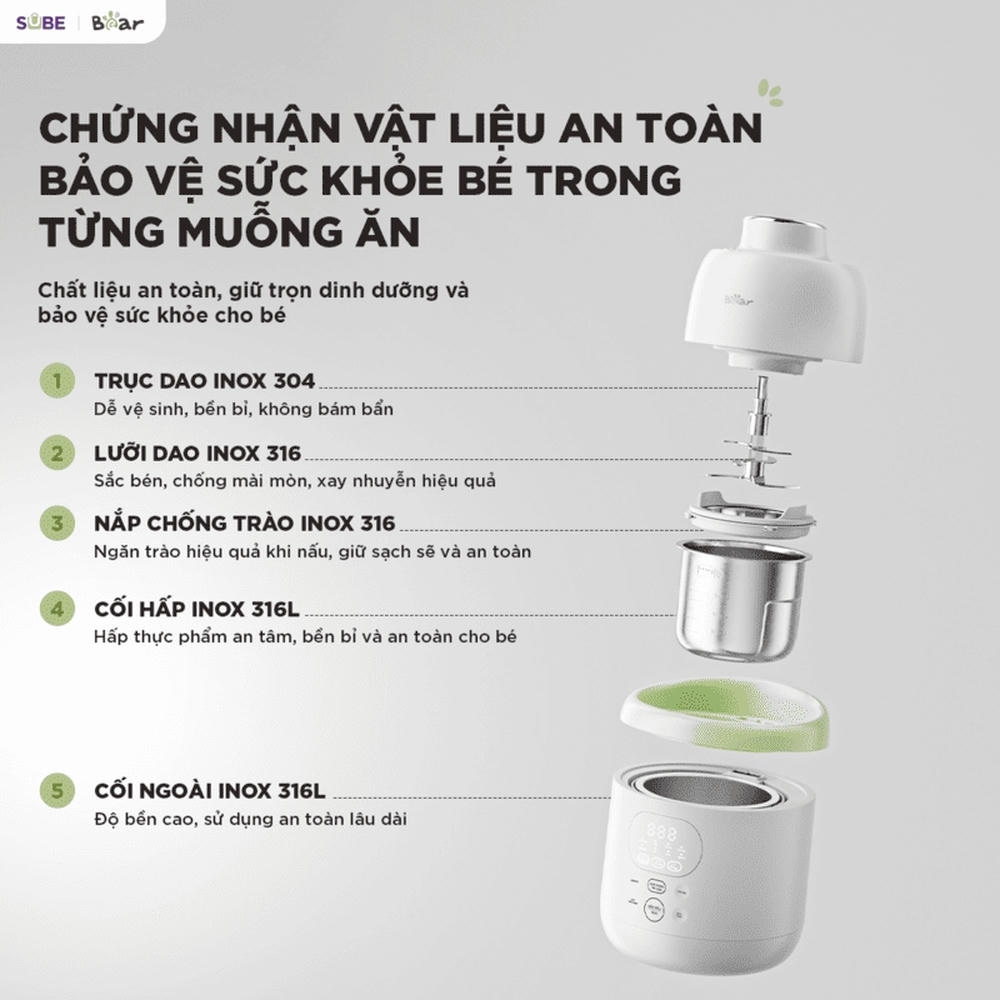 SUBE | Bear
CHỨNG NHẬN VẬT LIỆU AN TOÀN
BẢO VỆ SỨC KHỎE BÉ TRONG
TỪNG MUỖNG ĂN
Chất liệu an toàn, giữ trọn dinh dưỡng và
bảo vệ sức khỏe cho bé
Bear
1 TRỤC DAO INOX 304
Dễ vệ sinh, bền bỉ, không bám bẩn
2 LƯỠI DAO INOX 316
Sắc bén, chống mài mòn, xay nhuyễn hiệu quả
3 NẮP CHỐNG TRÀO INOX 316
Ngăn trào hiệu quả khi nấu, giữ sạch sẽ và an toàn
4 CỐI HẤP INOX 316L
Hấp thực phẩm an tâm, bền bỉ và an toàn cho bé
5 CỐI NGOÀI INOX 316L
Độ bền cao, sử dụng an toàn lâu dài
888